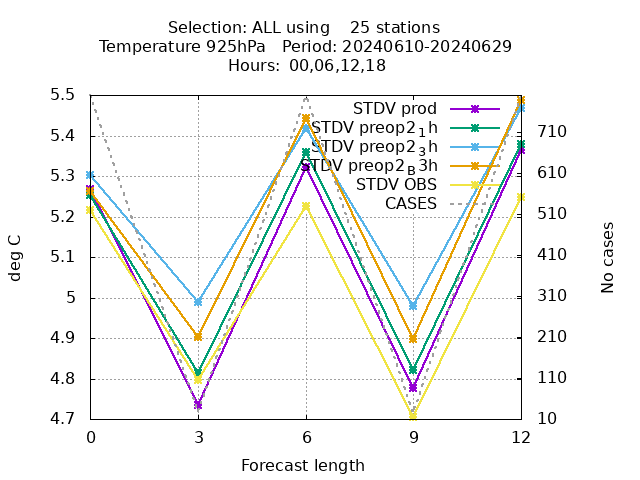 Selection: ALL using    25 stations
Temperature 925hPa   Period: 20240610-20240629
Hours:  00,06,12,18
STDV prod
STDV preop2₁h
STDV preop2₃h
STDV preop2_B3h
STDV OBS
CASES
5.5
5.4
5.3
5.2
5.1
5
4.9
4.8
4.7
deg C
710
610
510
410
310
210
110
10
No cases
0
3
6
9
12
Forecast length